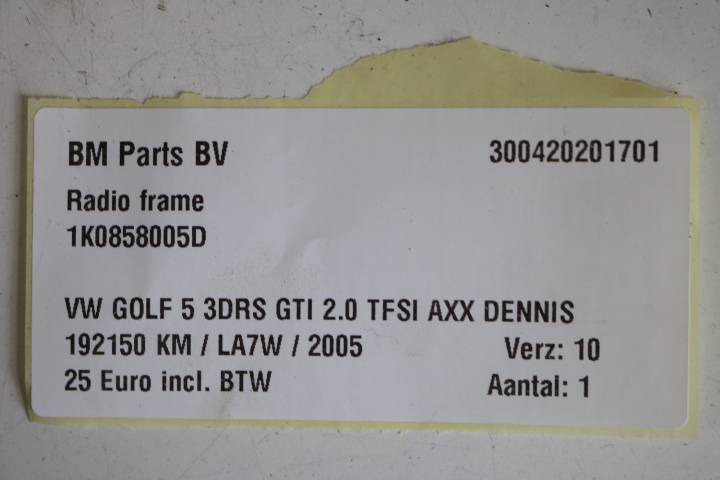 BM Parts BV 300420201701
Radio frame
1K0858005D
VW GOLF 5 3DRS GTI 2.0 TFSI AXX DENNIS
192150 KM / LA7W / 2005 Verz: 10
25 Euro incl. BTW Aantal: 1